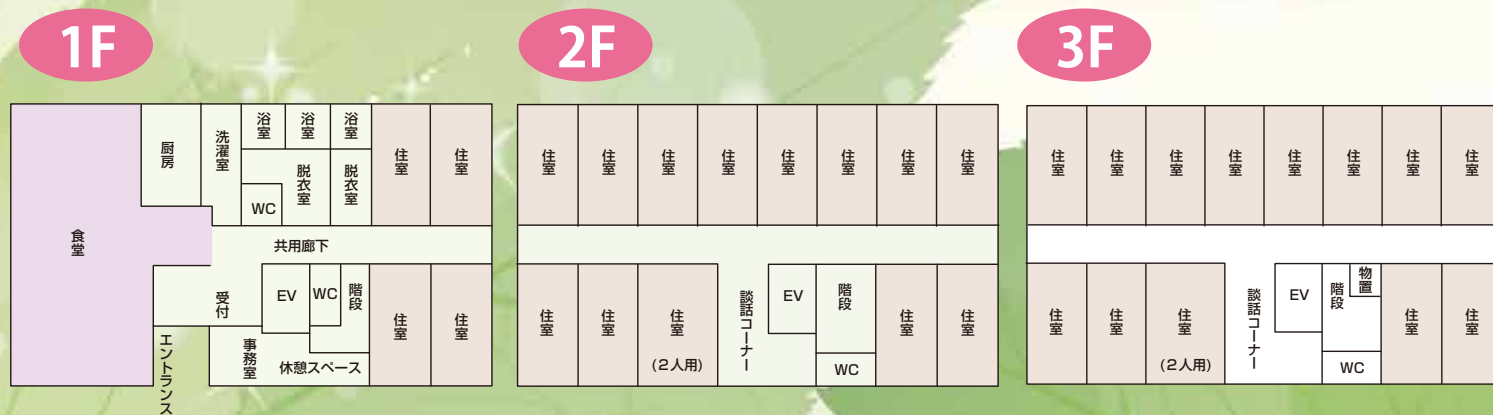 1F
食堂
厨房
洗濯室
浴室
浴室
浴室
脱衣室
脱衣室
WC
住室
住室
共用廊下
受付
EV
WC
階段
住室
住室
エントランス
事務室
休憩スペース
2F
住室
住室
住室
住室
住室
住室
住室
住室
住室
住室
住室
(2人用)
談話コーナー
EV
階段
WC
住室
住室
3F
住室
住室
住室
住室
住室
住室
住室
住室
住室
住室
住室
(2人用)
談話コーナー
EV
階段
物置
WC
住室
住室